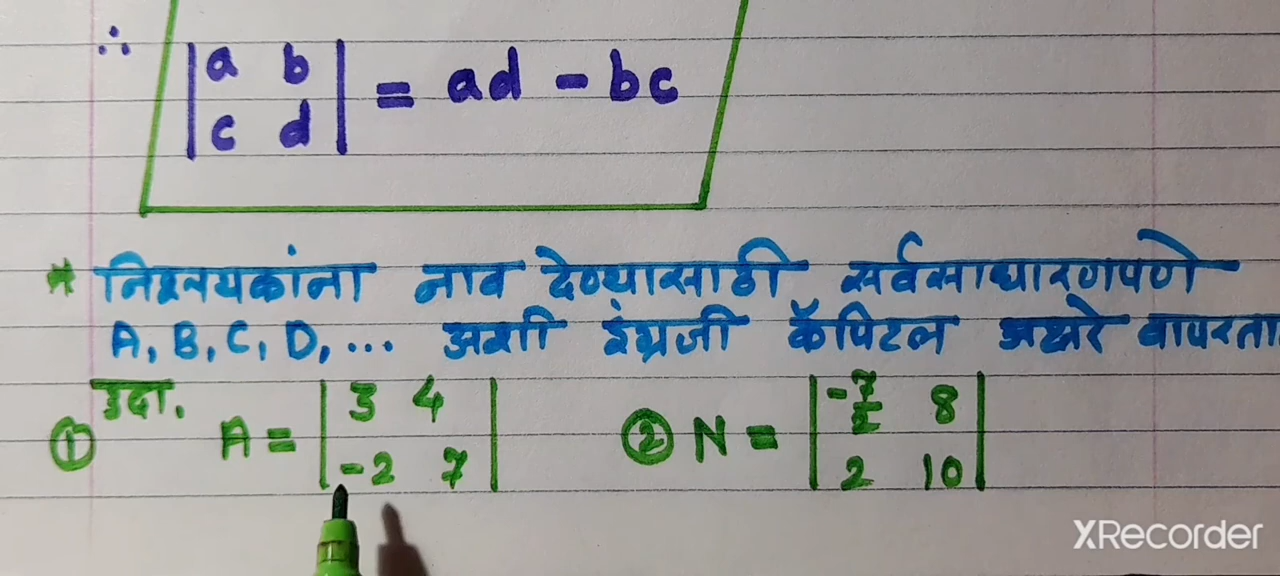 ∴ |a b| = ad - bc
|c d|
* निश्चयकांना नाव देण्यासाठी सर्वसाधारणपणे
A, B, C, D, ... अशी इंग्रजी कॅपिटल अक्षरे वापरता
उदा.
① A = |3 4| ② N = |-7/2 8|
|-2 7| |2 10|
XRecorder